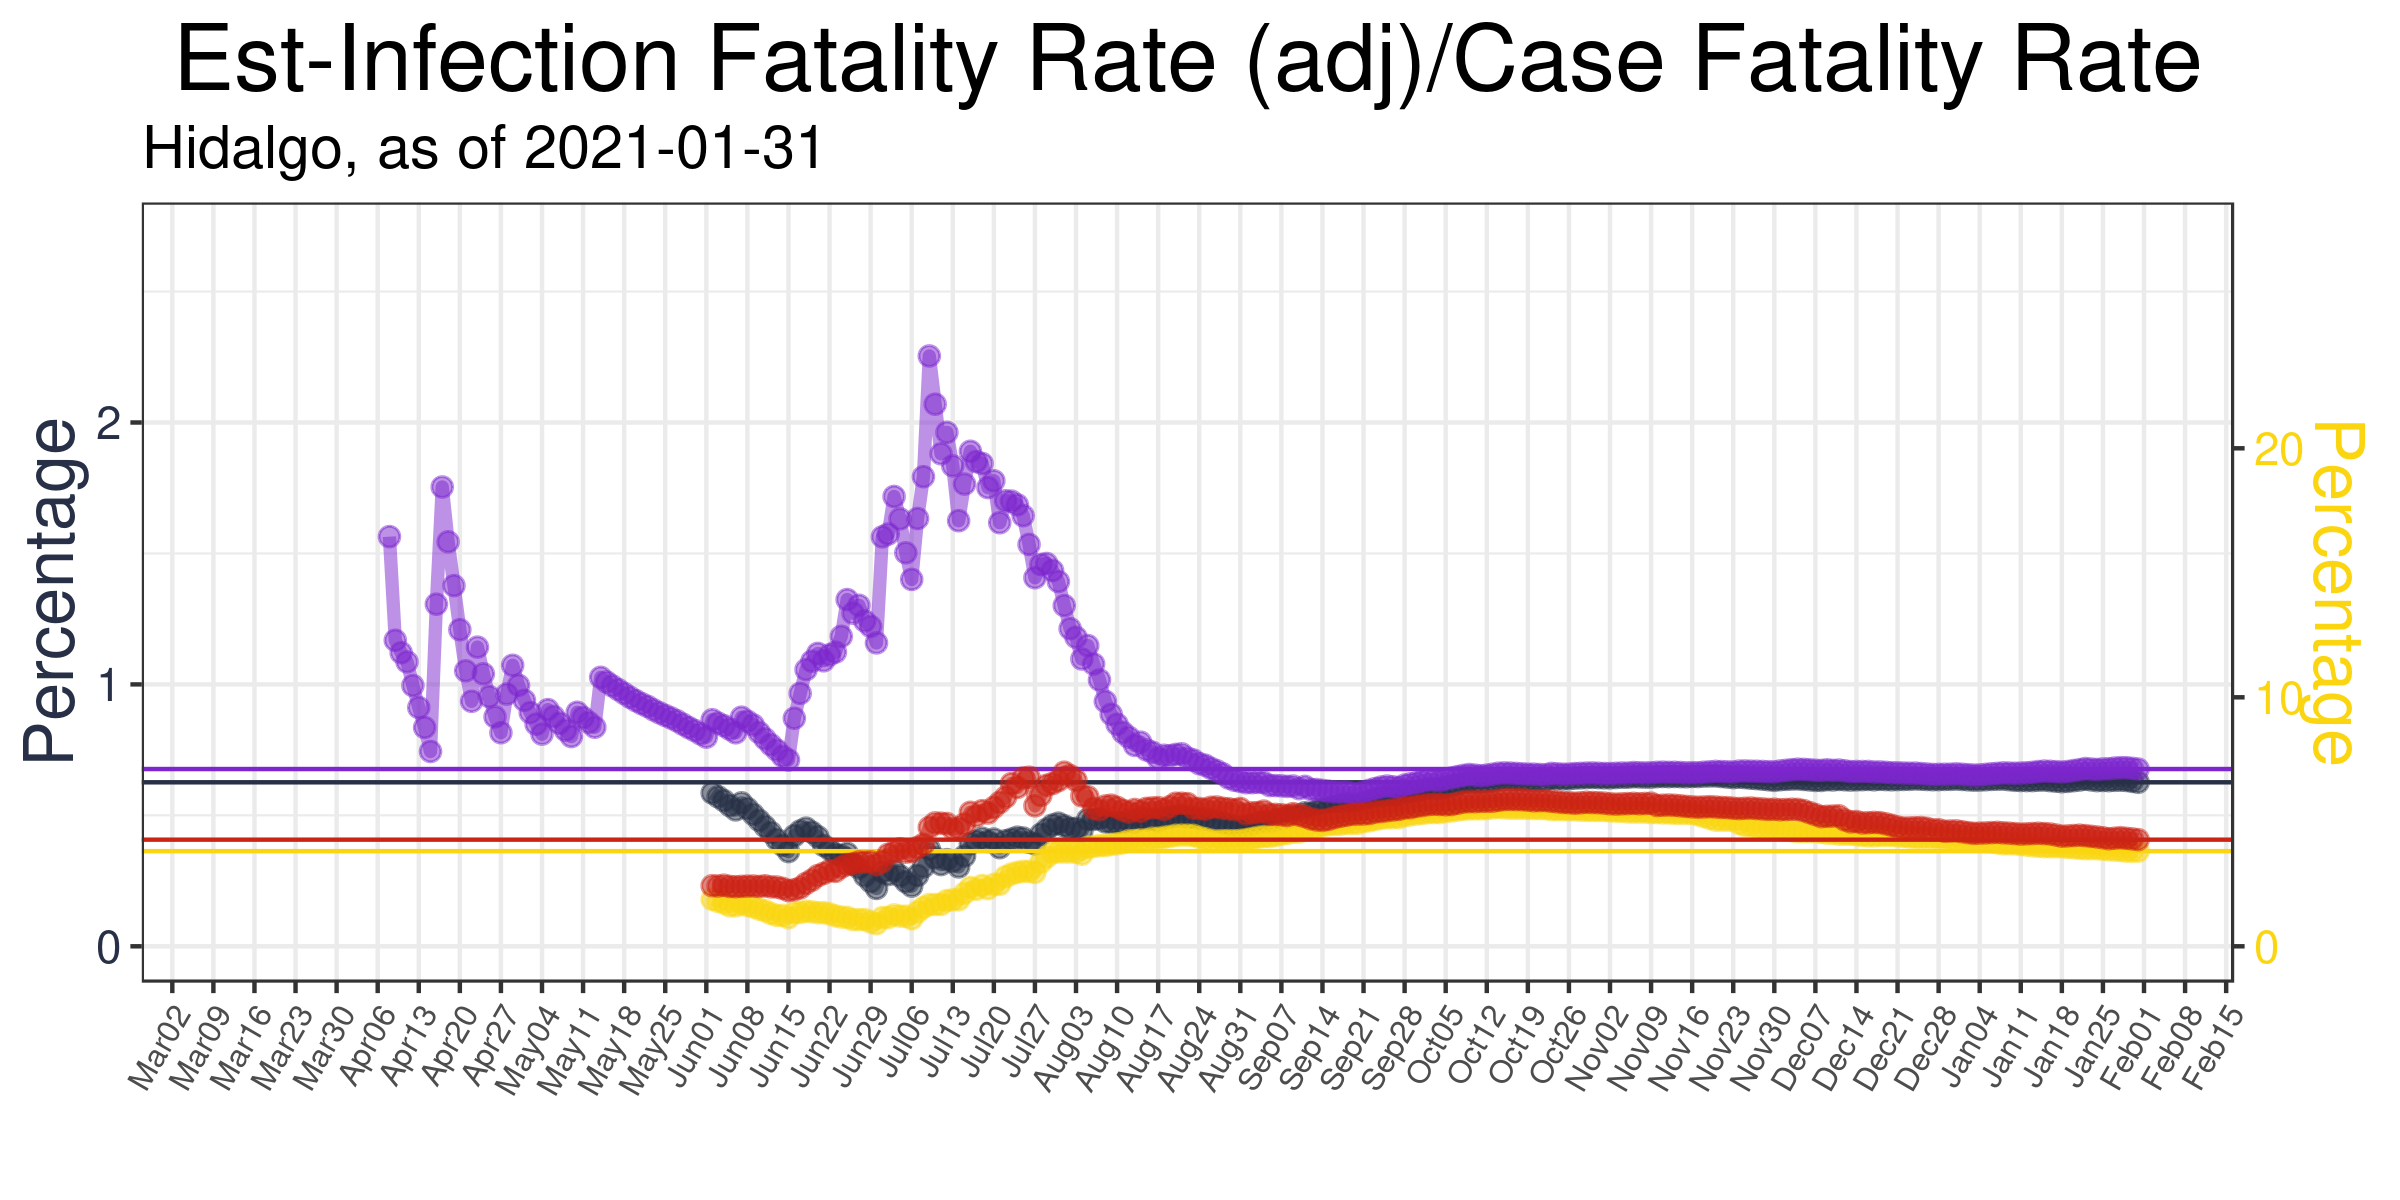 Est-Infection Fatality Rate (adj)/Case Fatality Rate
Hidalgo, as of 2021-01-31
Percentage
2
1
0
20
10
0
Percentage
Mar02
Mar09
Mar16
Mar23
Mar30
Apr06
Apr13
Apr20
Apr27
May04
May11
May18
May25
Jun01
Jun08
Jun15
Jun22
Jun29
Jul06
Jul13
Jul20
Jul27
Aug03
Aug10
Aug17
Aug24
Aug31
Sep07
Sep14
Sep21
Sep28
Oct05
Oct12
Oct19
Oct26
Nov02
Nov09
Nov16
Nov23
Nov30
Dec07
Dec14
Dec21
Dec28
Jan04
Jan11
Jan18
Jan25
Feb01
Feb08
Feb15